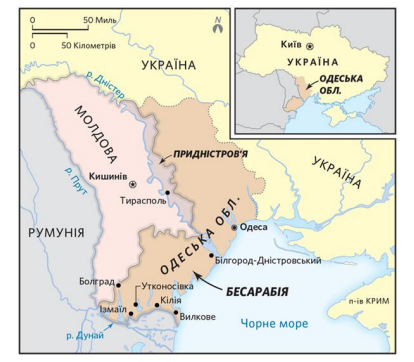 0 50 Миль
0 50 Кілометрів
N
УКРАЇНА
Київ
УКРАЇНА
ОДЕСЬКА
ОБЛ.
р. Дністер
МОЛДОВА
ПРИДНІСТРОВ'Я
УКРАЇНА
р. Прут
Кишинів
Тирасполь
РУМУНІЯ
ОДЕСЬКА ОБЛ.
Одеса
Білгород-Дністровський
Болград
Утконосівка
БЕСАРАБІЯ
Кілія
Ізмаїл
Вилкове
п-ів КРИМ
р. Дунай
Чорне море